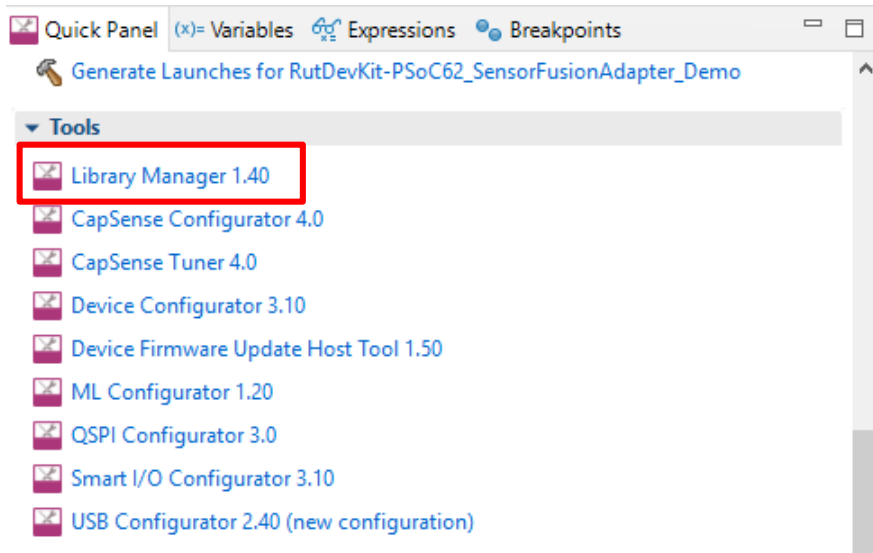 Quick Panel (x)= Variables Expressions Breakpoints
Generate Launches for RutDevKit-PSoC62_SensorFusionAdapter_Demo
Tools
Library Manager 1.40
CapSense Configurator 4.0
CapSense Tuner 4.0
Device Configurator 3.10
Device Firmware Update Host Tool 1.50
ML Configurator 1.20
QSPI Configurator 3.0
Smart I/O Configurator 3.10
USB Configurator 2.40 (new configuration)